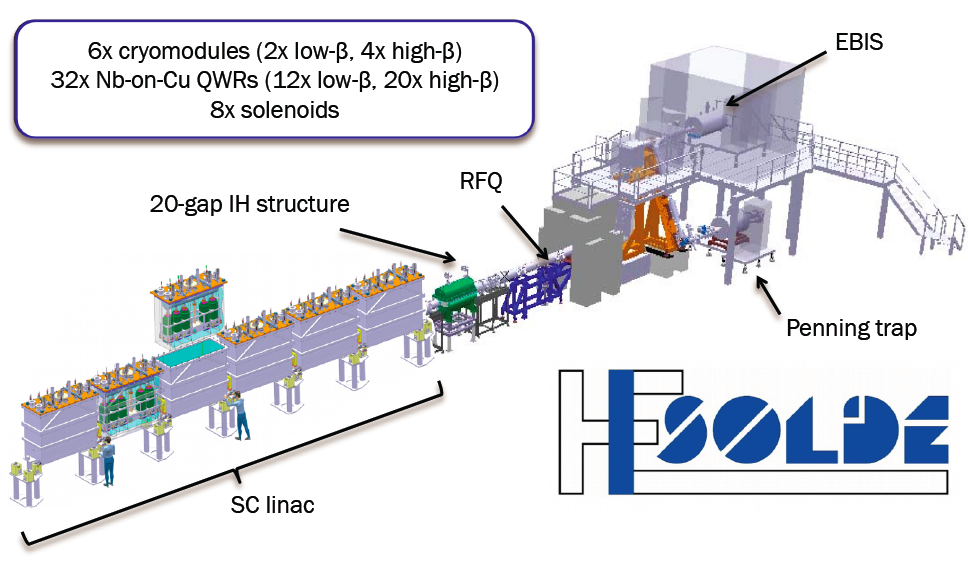 6x cryomodules (2x low-β, 4x high-β)
32x Nb-on-Cu QWRs (12x low-β, 20x high-β)
8x solenoids
EBIS
RFQ
20-gap IH structure
Penning trap
HIE ISOLDE
SC linac